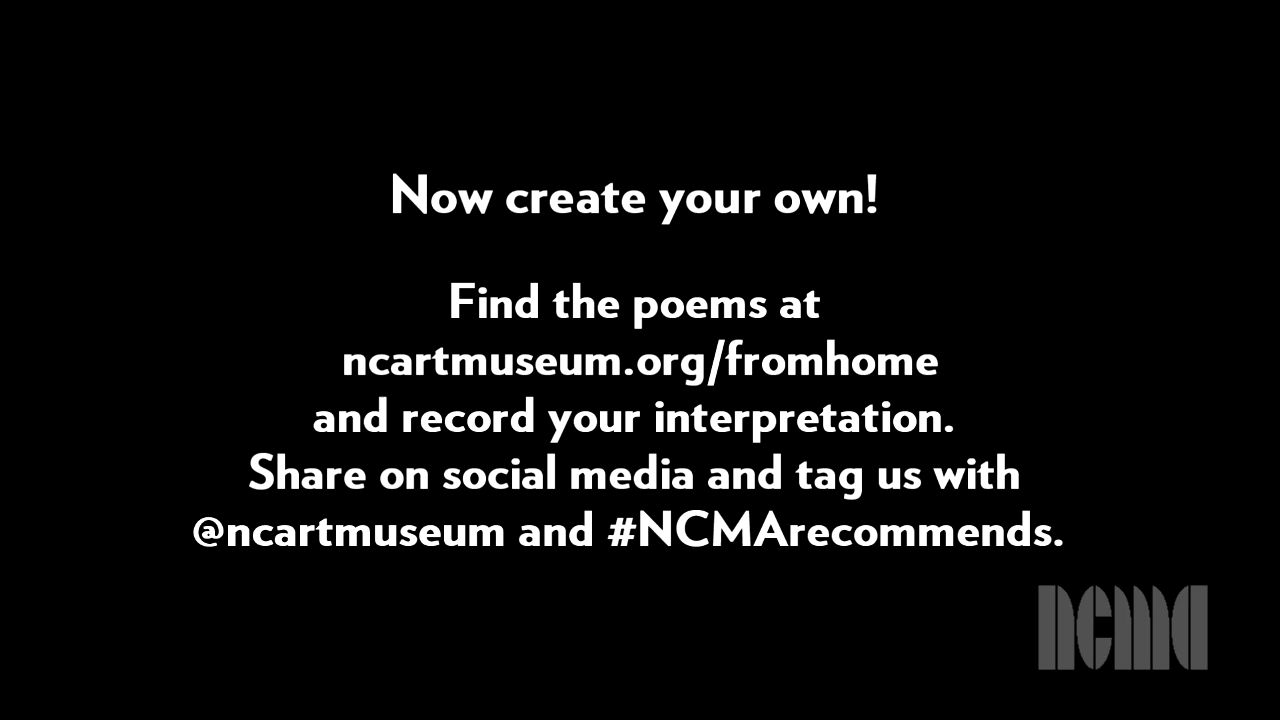 Now create your own!
Find the poems at
ncartmuseum.org/fromhome
and record your interpretation.
Share on social media and tag us with
@ncartmuseum and #NCMArecommends.
ncma